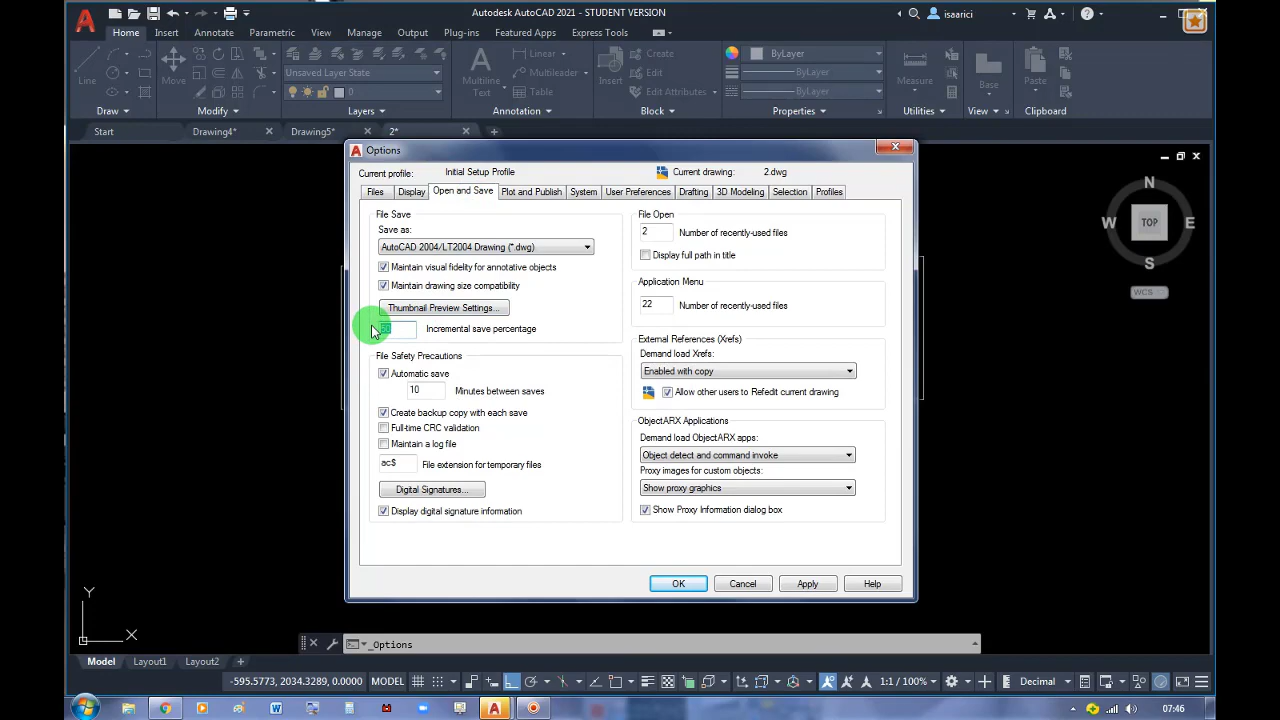 Autodesk AutoCAD 2021 - STUDENT VERSION
isaarici
Home Insert Annotate Parametric View Manage Output Plug-ins Featured Apps Express Tools
Line
Move
Unsaved Layer State
0
Multiline Text
Linear
Multileader
Table
Insert
Create
Edit
Edit Attributes
ByLayer
ByLayer
ByLayer
Measure
Base
Paste
Draw Modify Layers Annotation Block Properties Utilities View Clipboard
Start Drawing4* Drawing5* 2*
Options
Current profile: Initial Setup Profile Current drawing: 2.dwg
Files Display Open and Save Plot and Publish System User Preferences Drafting 3D Modeling Selection Profiles
File Save
Save as:
AutoCAD 2004/LT2004 Drawing (*.dwg)
Maintain visual fidelity for annotative objects
Maintain drawing size compatibility
Thumbnail Preview Settings...
Incremental save percentage
File Safety Precautions
Automatic save
10 Minutes between saves
Create backup copy with each save
Full-time CRC validation
Maintain a log file
ac$ File extension for temporary files
Digital Signatures...
Display digital signature information
File Open
2 Number of recently-used files
Display full path in title
Application Menu
22 Number of recently-used files
External References (Xrefs)
Demand load Xrefs:
Enabled with copy
Allow other users to Refedit current drawing
ObjectARX Applications
Demand load ObjectARX apps:
Object detect and command invoke
Proxy images for custom objects:
Show proxy graphics
Show Proxy Information dialog box
OK Cancel Apply Help
N
W TOP E
S
WCS
Y
X
_Options
Model Layout1 Layout2
-595.5773, 2034.3289, 0.0000 MODEL 1:1 / 100% Decimal
07:46